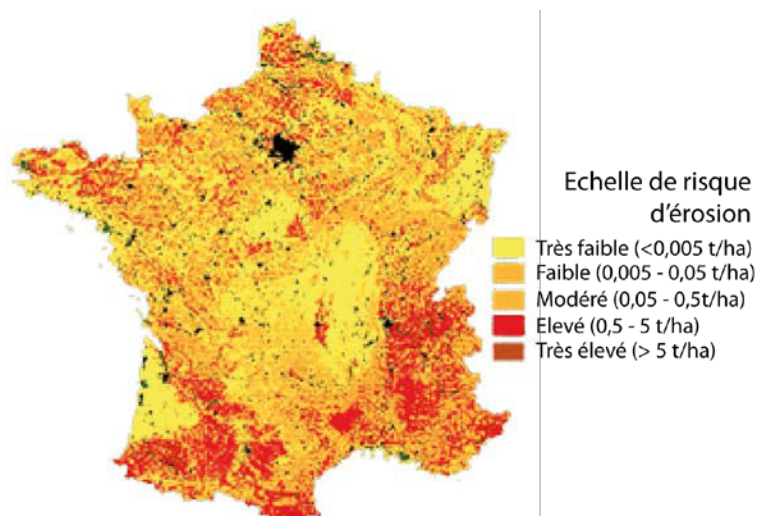 Echelle de risque
d'érosion
Très faible (<0,005 t/ha)
Faible (0,005 - 0,05 t/ha)
Modéré (0,05 - 0,5t/ha)
Elevé (0,5 - 5 t/ha)
Très élevé (> 5 t/ha)